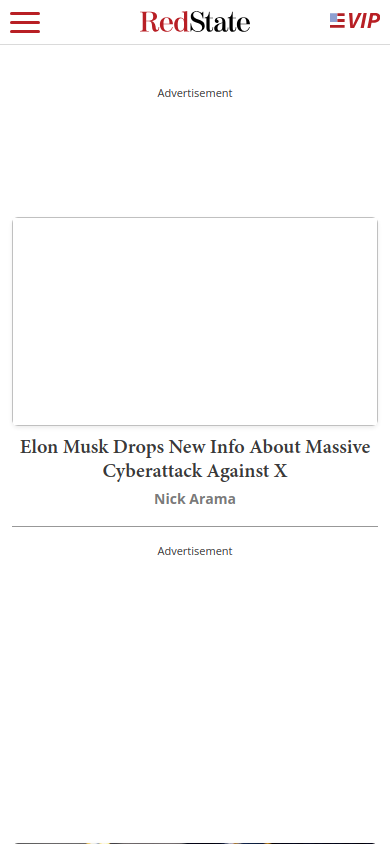 RedState
VIP
Advertisement
Elon Musk Drops New Info About Massive
Cyberattack Against X
Nick Arama
Advertisement